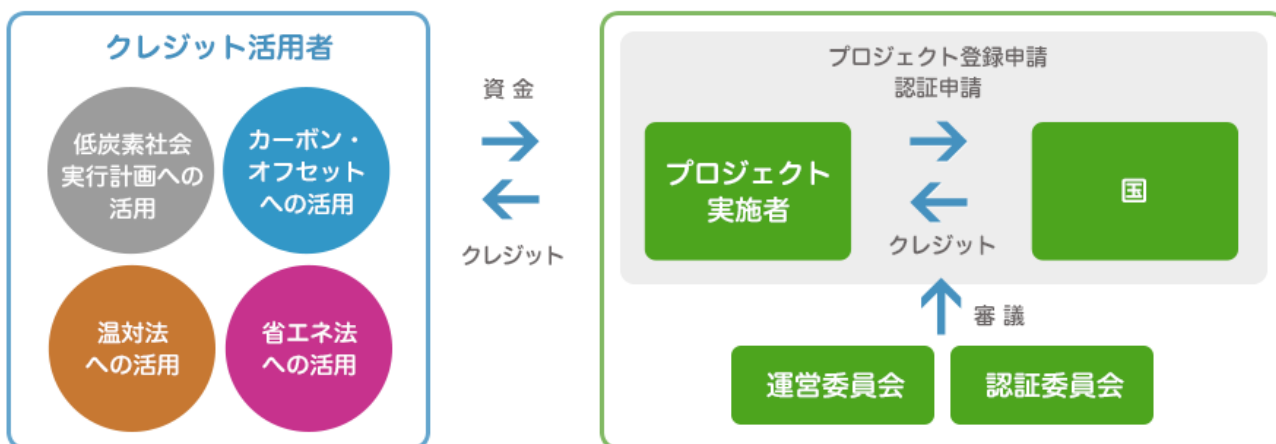 クレジット活用者
低炭素社会
実行計画への
活用
カーボン・
オフセット
への活用
温対法
への活用
省エネ法
への活用
資金
クレジット
プロジェクト登録申請
認証申請
プロジェクト
実施者
国
クレジット
審議
運営委員会
認証委員会